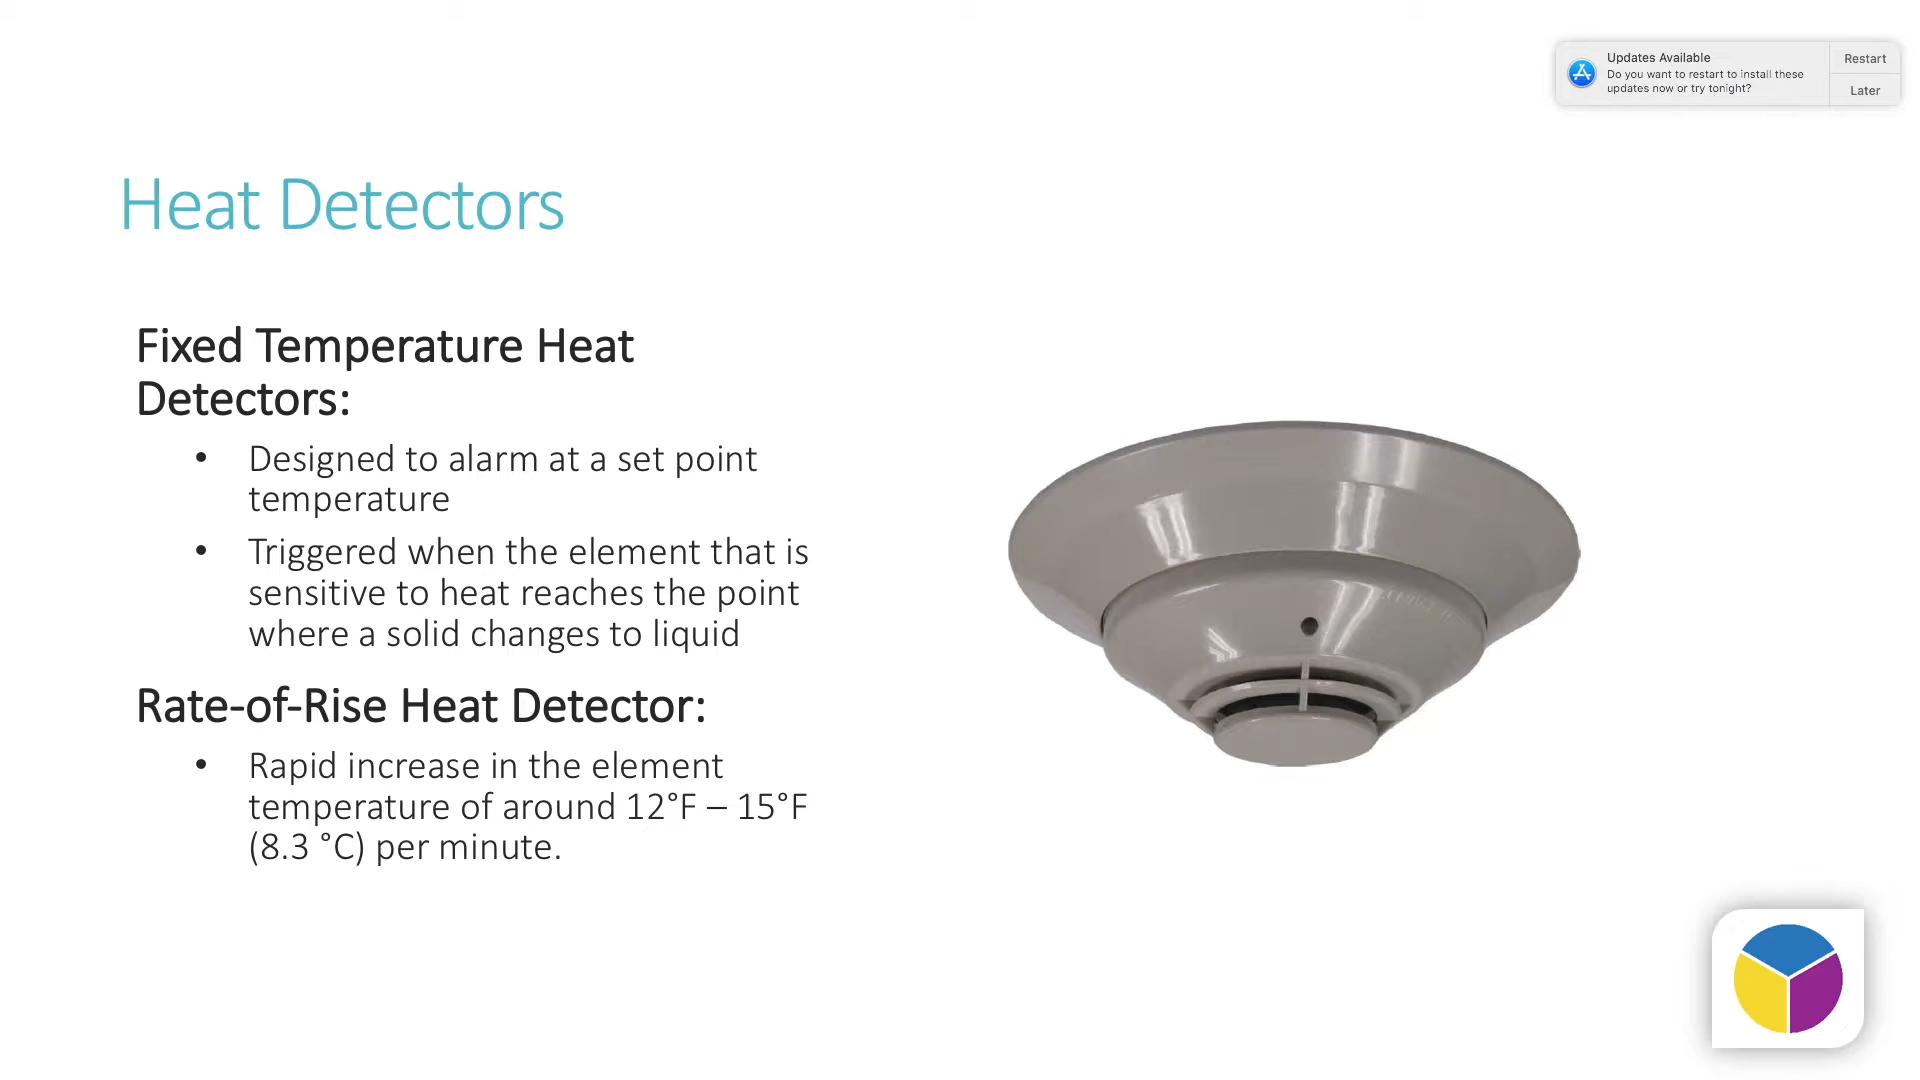 Updates Available
Do you want to restart to install these
updates now or try tonight?
Restart
Later
Heat Detectors
Fixed Temperature Heat
Detectors:
• Designed to alarm at a set point
temperature
• Triggered when the element that is
sensitive to heat reaches the point
where a solid changes to liquid
Rate-of-Rise Heat Detector:
• Rapid increase in the element
temperature of around 12°F – 15°F
(8.3 °C) per minute.